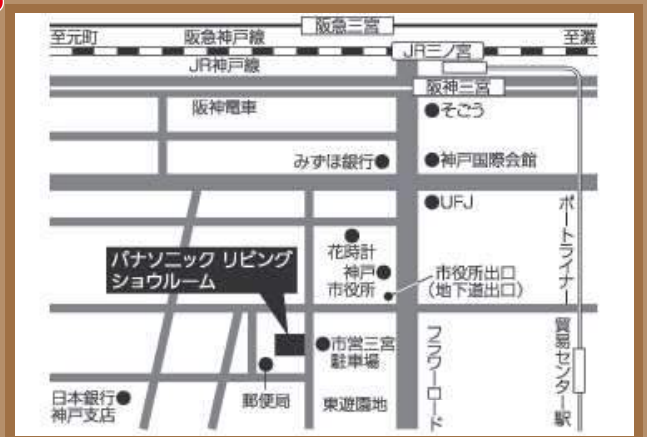 阪急三宮
至元町
阪急神戸線
至灘
JR三ノ宮
JR神戸線
阪神三宮
阪神電車
●そごう
みずほ銀行●
●神戸国際会館
●UFJ
ポートライナー
花時計
パナソニック リビング
ショウルーム
神戸●
市役所
市役所出口
(地下道出口)
フラワーロード
貿易センター駅
●市営三宮
駐車場
郵便局
東遊園地
日本銀行●
神戸支店